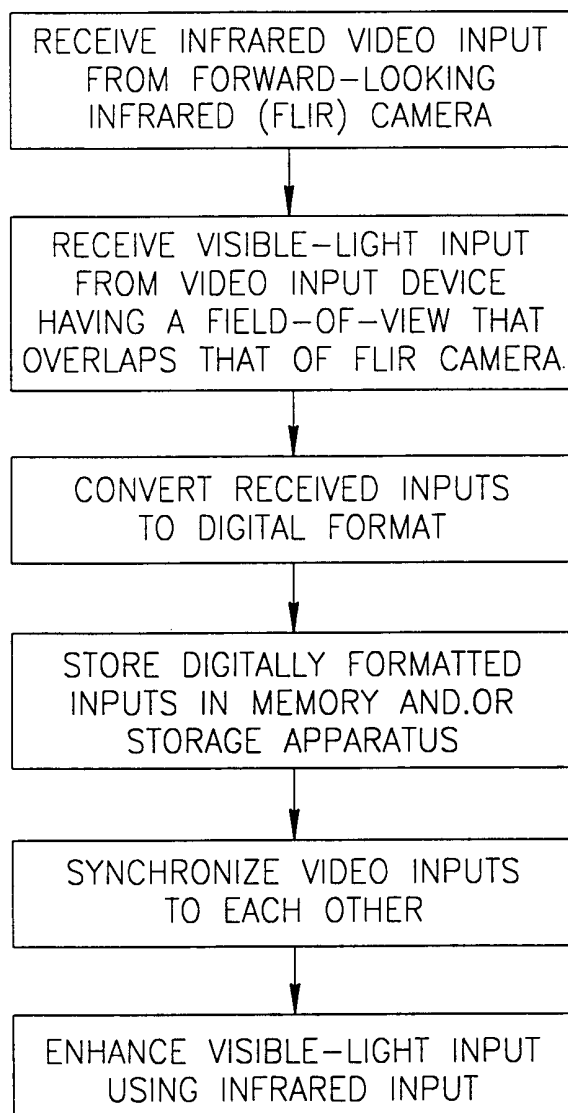 RECEIVE INFRARED VIDEO INPUT
FROM FORWARD-LOOKING
INFRARED (FLIR) CAMERA
RECEIVE VISIBLE-LIGHT INPUT
FROM VIDEO INPUT DEVICE
HAVING A FIELD-OF-VIEW THAT
OVERLAPS THAT OF FLIR CAMERA.
CONVERT RECEIVED INPUTS
TO DIGITAL FORMAT
STORE DIGITALLY FORMATTED
INPUTS IN MEMORY AND.OR
STORAGE APPARATUS
SYNCHRONIZE VIDEO INPUTS
TO EACH OTHER
ENHANCE VISIBLE-LIGHT INPUT
USING INFRARED INPUT